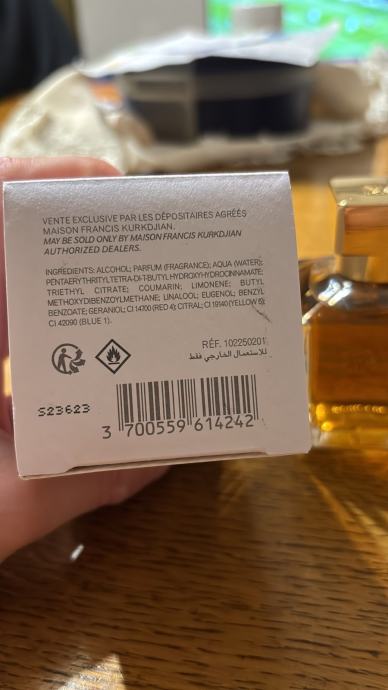 VENTE EXCLUSIVE PAR LES DÉPOSITAIRES AGRÉÉS
MAISON FRANCIS KURKDJIAN.
MAY BE SOLD ONLY BY MAISON FRANCIS KURKDJIAN
AUTHORIZED DEALERS.
INGREDIENTS: ALCOHOL; PARFUM (FRAGRANCE); AQUA (WATER);
PENTAERYTHRITYL TETRA-DI-T-BUTYL HYDROXYHYDROCINNAMATE;
TRIETHYL CITRATE; COUMARIN; LIMONENE; BUTYL
METHOXYDIBENZOYLMETHANE; LINALOOL; EUGENOL; BENZYL
BENZOATE; GERANIOL; CI 14700 (RED 4); CITRAL; CI 19140 (YELLOW 5);
CI 42090 (BLUE 1).
RÉF. 102250201
للاستعمال الخارجي فقط
S23623
3 700559 614242